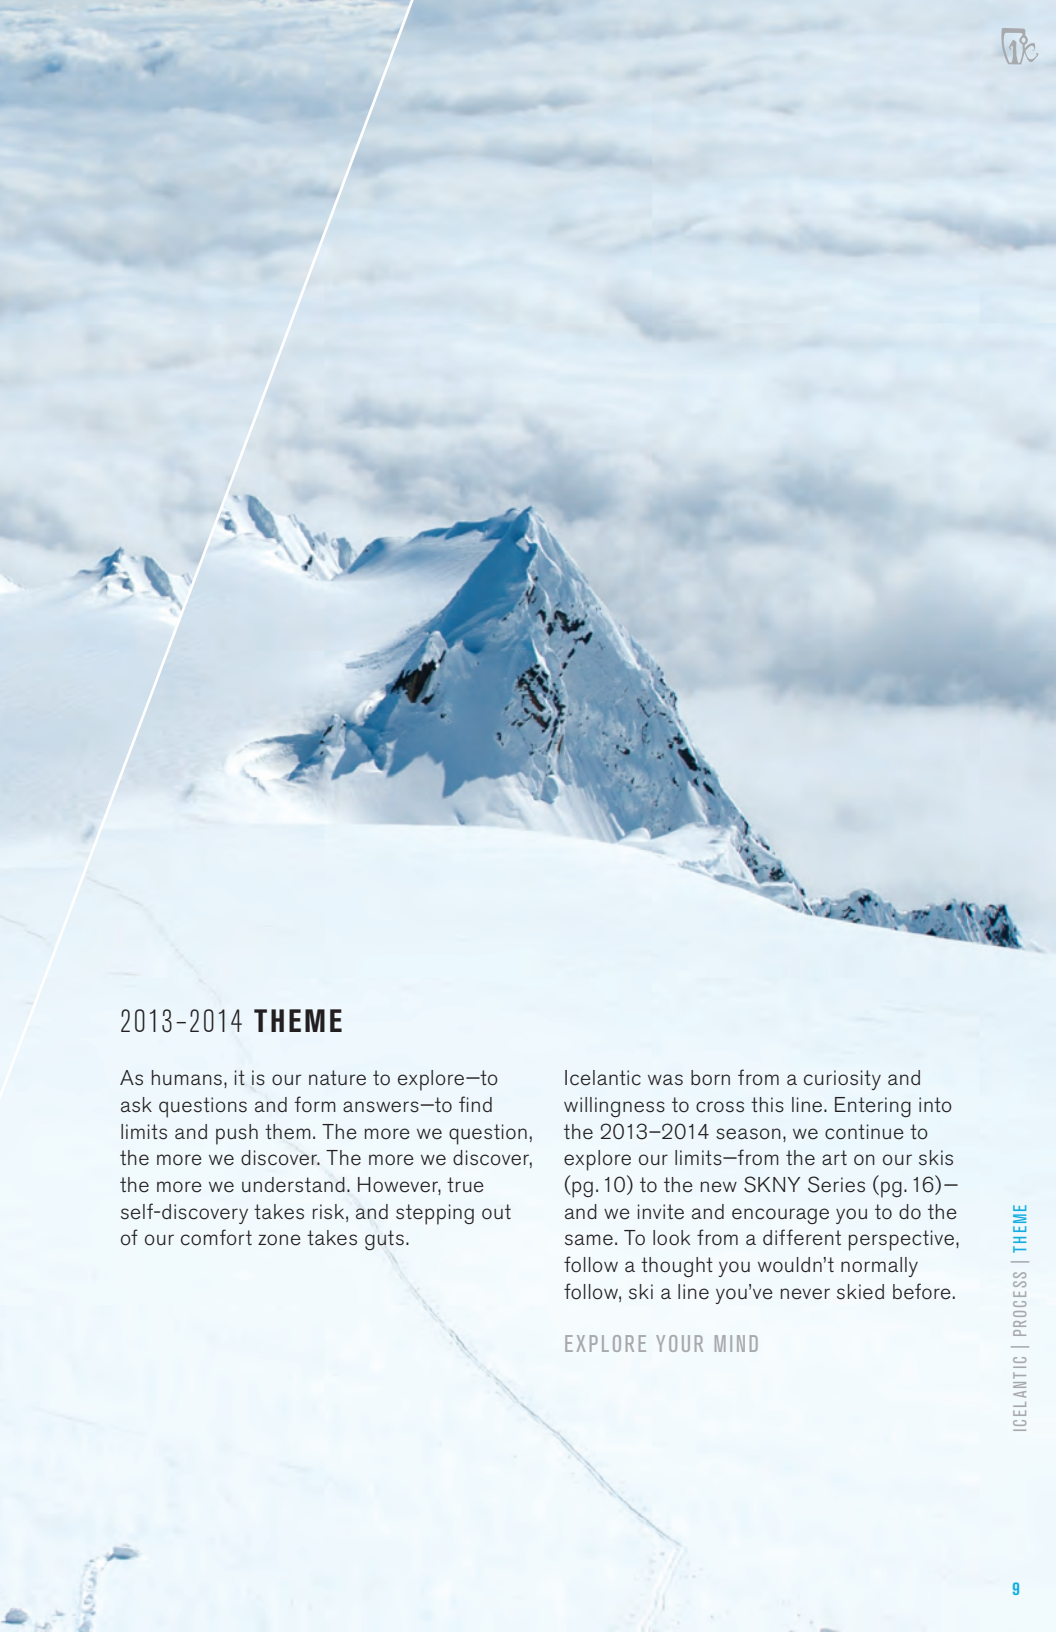 2013–2014 THEME
As humans, it is our nature to explore—to
ask questions and form answers—to find
limits and push them. The more we question,
the more we discover. The more we discover,
the more we understand. However, true
self-discovery takes risk, and stepping out
of our comfort zone takes guts.
Icelantic was born from a curiosity and
willingness to cross this line. Entering into
the 2013–2014 season, we continue to
explore our limits—from the art on our skis
(pg. 10) to the new SKNY Series (pg. 16)—
and we invite and encourage you to do the
same. To look from a different perspective,
follow a thought you wouldn't normally
follow, ski a line you've never skied before.
EXPLORE YOUR MIND
ICELANTIC | PROCESS | THEME
9